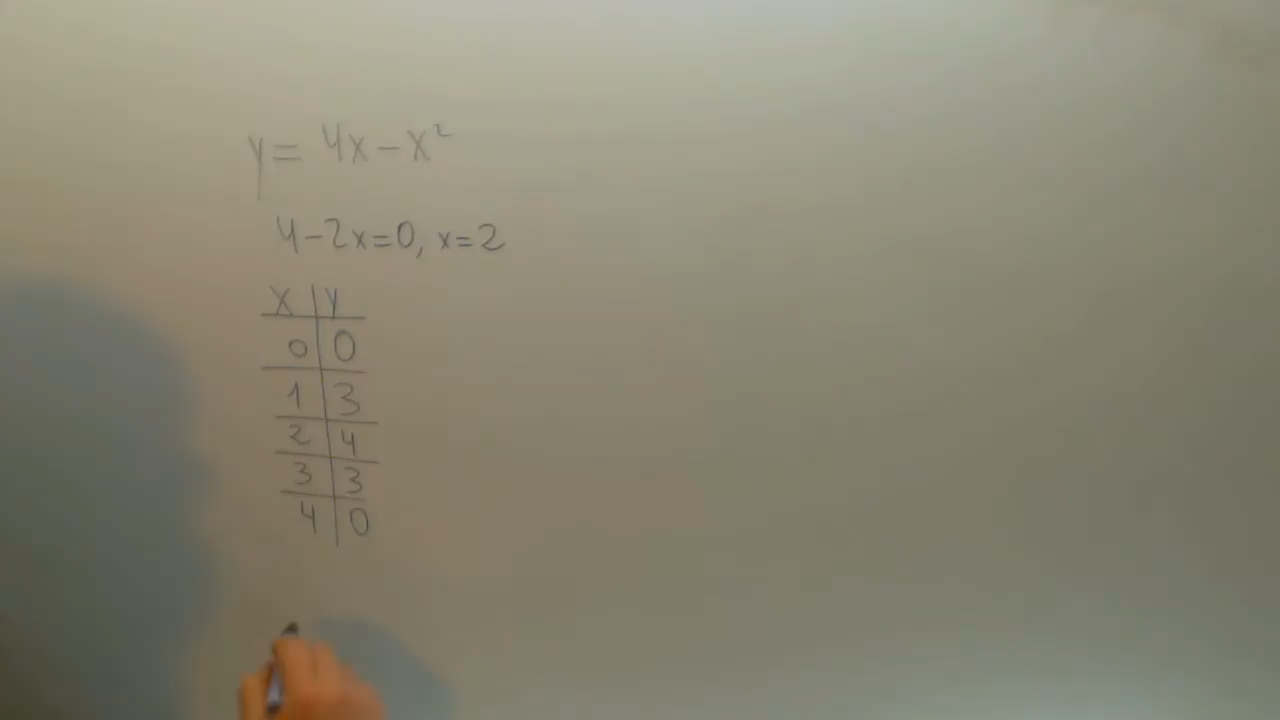 y = 4x - x²
4 - 2x = 0, x = 2
x y
0 0
1 3
2 4
3 3
4 0